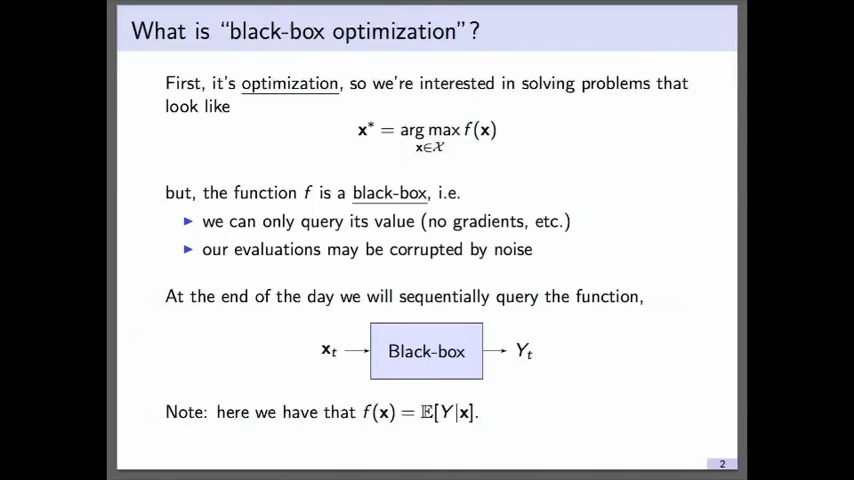 What is “black-box optimization”?
First, it's optimization, so we're interested in solving problems that
look like
x* = arg max f(x)
x∈𝒳
but, the function f is a black-box, i.e.
▶ we can only query its value (no gradients, etc.)
▶ our evaluations may be corrupted by noise
At the end of the day we will sequentially query the function,
xₜ → Black-box → Yₜ
Note: here we have that f(x) = 𝔼[Y|x].
2